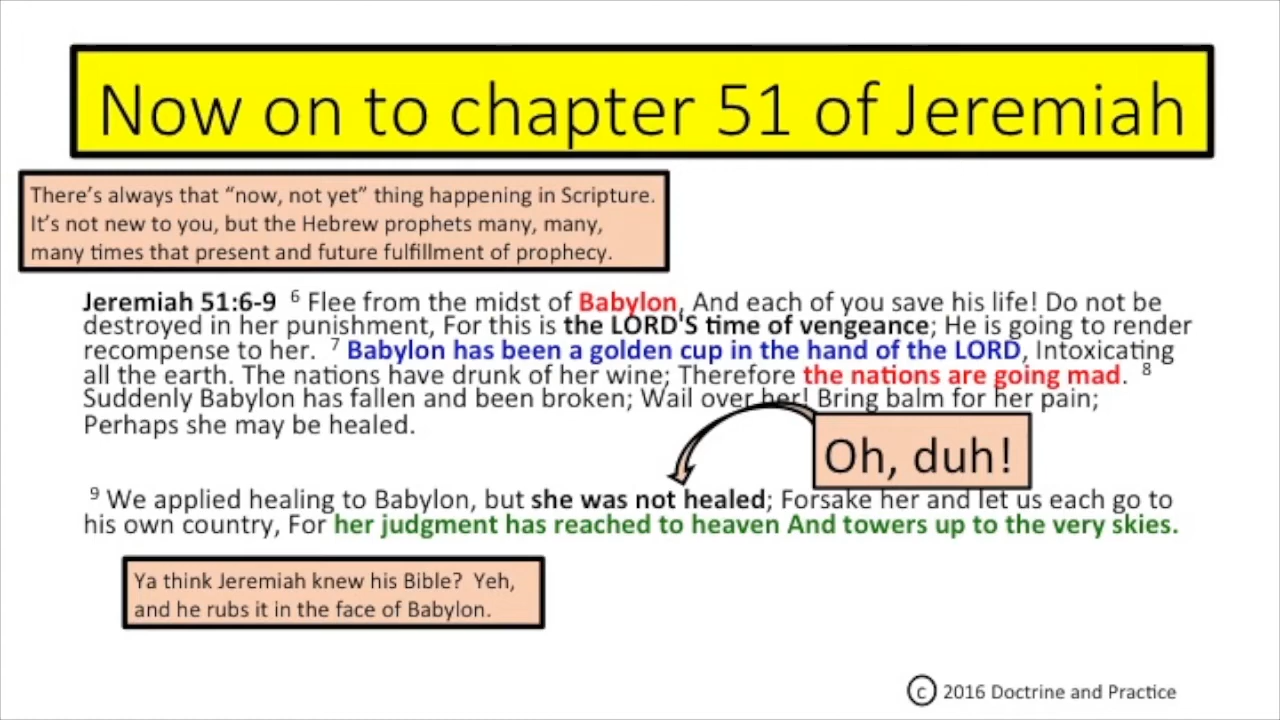 Now on to chapter 51 of Jeremiah
There's always that “now, not yet” thing happening in Scripture.
It's not new to you, but the Hebrew prophets many, many,
many times that present and future fulfillment of prophecy.
Jeremiah 51:6-9 6 Flee from the midst of Babylon, And each of you save his life! Do not be
destroyed in her punishment, For this is the LORD'S time of vengeance; He is going to render
recompense to her. 7 Babylon has been a golden cup in the hand of the LORD, Intoxicating
all the earth. The nations have drunk of her wine; Therefore the nations are going mad. 8
Suddenly Babylon has fallen and been broken; Wail over her! Bring balm for her pain;
Perhaps she may be healed.
Oh, duh!
9 We applied healing to Babylon, but she was not healed; Forsake her and let us each go to
his own country, For her judgment has reached to heaven And towers up to the very skies.
Ya think Jeremiah knew his Bible? Yeh,
and he rubs it in the face of Babylon.
© 2016 Doctrine and Practice